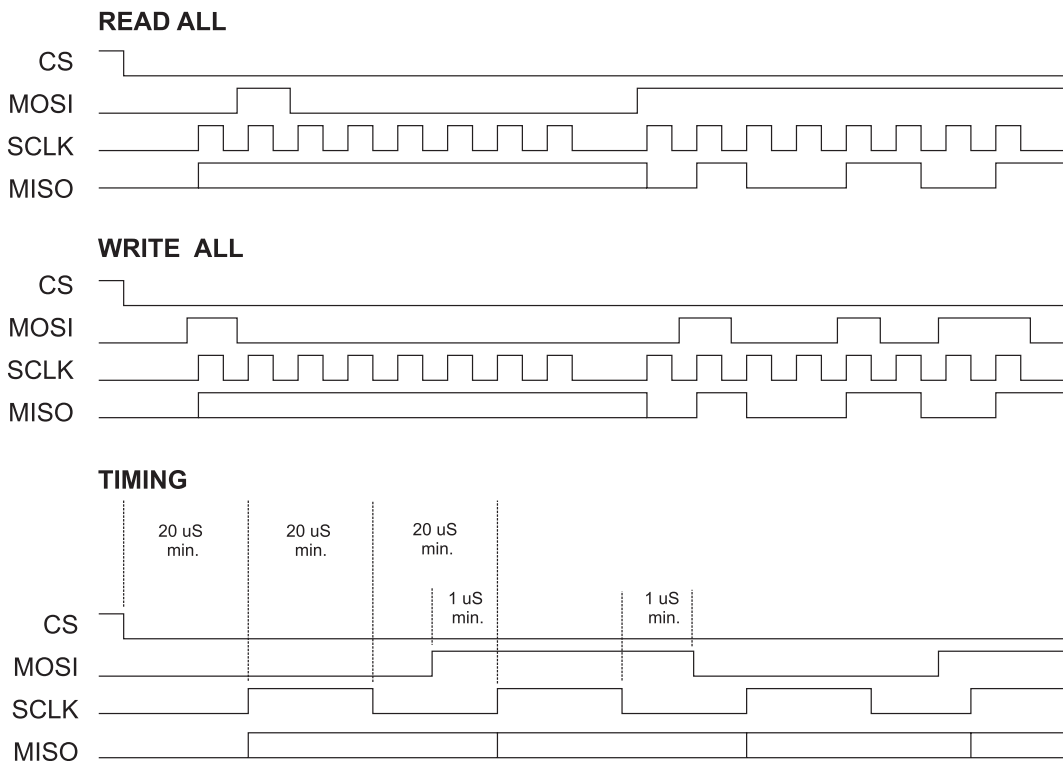 READ ALL
CS
MOSI
SCLK
MISO
WRITE ALL
CS
MOSI
SCLK
MISO
TIMING
20 uS
min.
20 uS
min.
20 uS
min.
1 uS
min.
1 uS
min.
CS
MOSI
SCLK
MISO